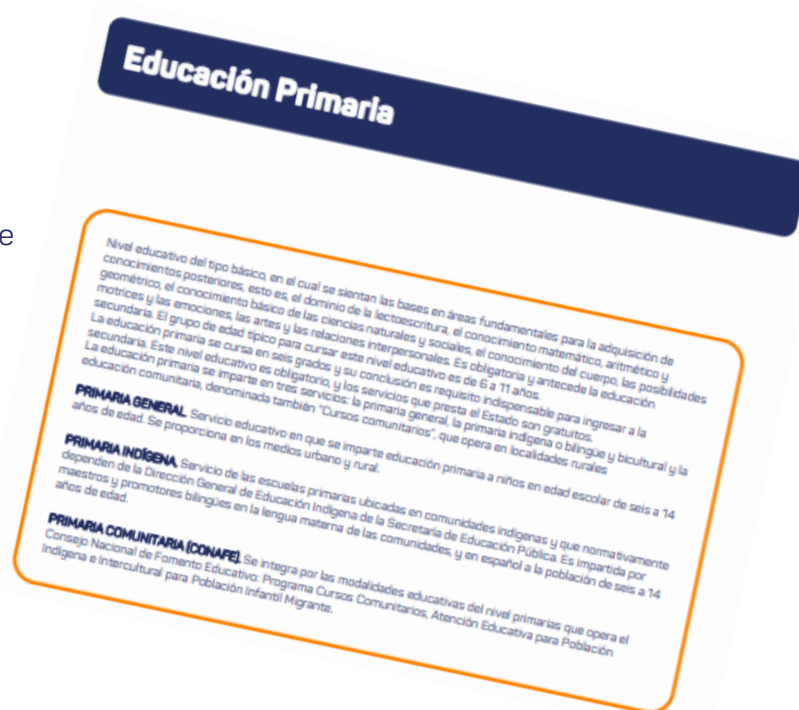 Educación Primaria
e
Nivel educativo del tipo básico, en el cual se sientan las bases en áreas fundamentales para la adquisición de
conocimientos posteriores, esto es, el dominio de la lectoescritura, el conocimiento matemático, aritmético y
geométrico, el conocimiento básico de las ciencias naturales y sociales, el conocimiento del cuerpo, las posibilidades
motrices y las emociones, las artes y las relaciones interpersonales. Es obligatoria y antecede la educación
secundaria. El grupo de edad típico para cursar este nivel educativo es de 6 a 11 años.
La educación primaria se cursa en seis grados y su conclusión es requisito indispensable para ingresar a la
secundaria. Este nivel educativo es obligatorio, y los servicios que presta el Estado son gratuitos.
La educación primaria se imparte en tres servicios: la primaria general, la primaria indígena o bilingüe y bicultural y la
educación comunitaria, denominada también "Cursos comunitarios", que opera en localidades rurales
PRIMARIA GENERAL. Servicio educativo en que se imparte educación primaria a niños en edad escolar de seis a 14
años de edad. Se proporciona en los medios urbano y rural.
PRIMARIA INDÍGENA. Servicio de las escuelas primarias ubicadas en comunidades indígenas y que normativamente
dependen de la Dirección General de Educación Indígena de la Secretaría de Educación Pública. Es impartida por
maestros y promotores bilingües en la lengua materna de las comunidades, y en español a la población de seis a 14
años de edad.
PRIMARIA COMUNITARIA (CONAFE). Se integra por las modalidades educativas del nivel primarias que opera el
Consejo Nacional de Fomento Educativo: Programa Cursos Comunitarios, Atención Educativa para Población
Indígena e Intercultural para Población Infantil Migrante.